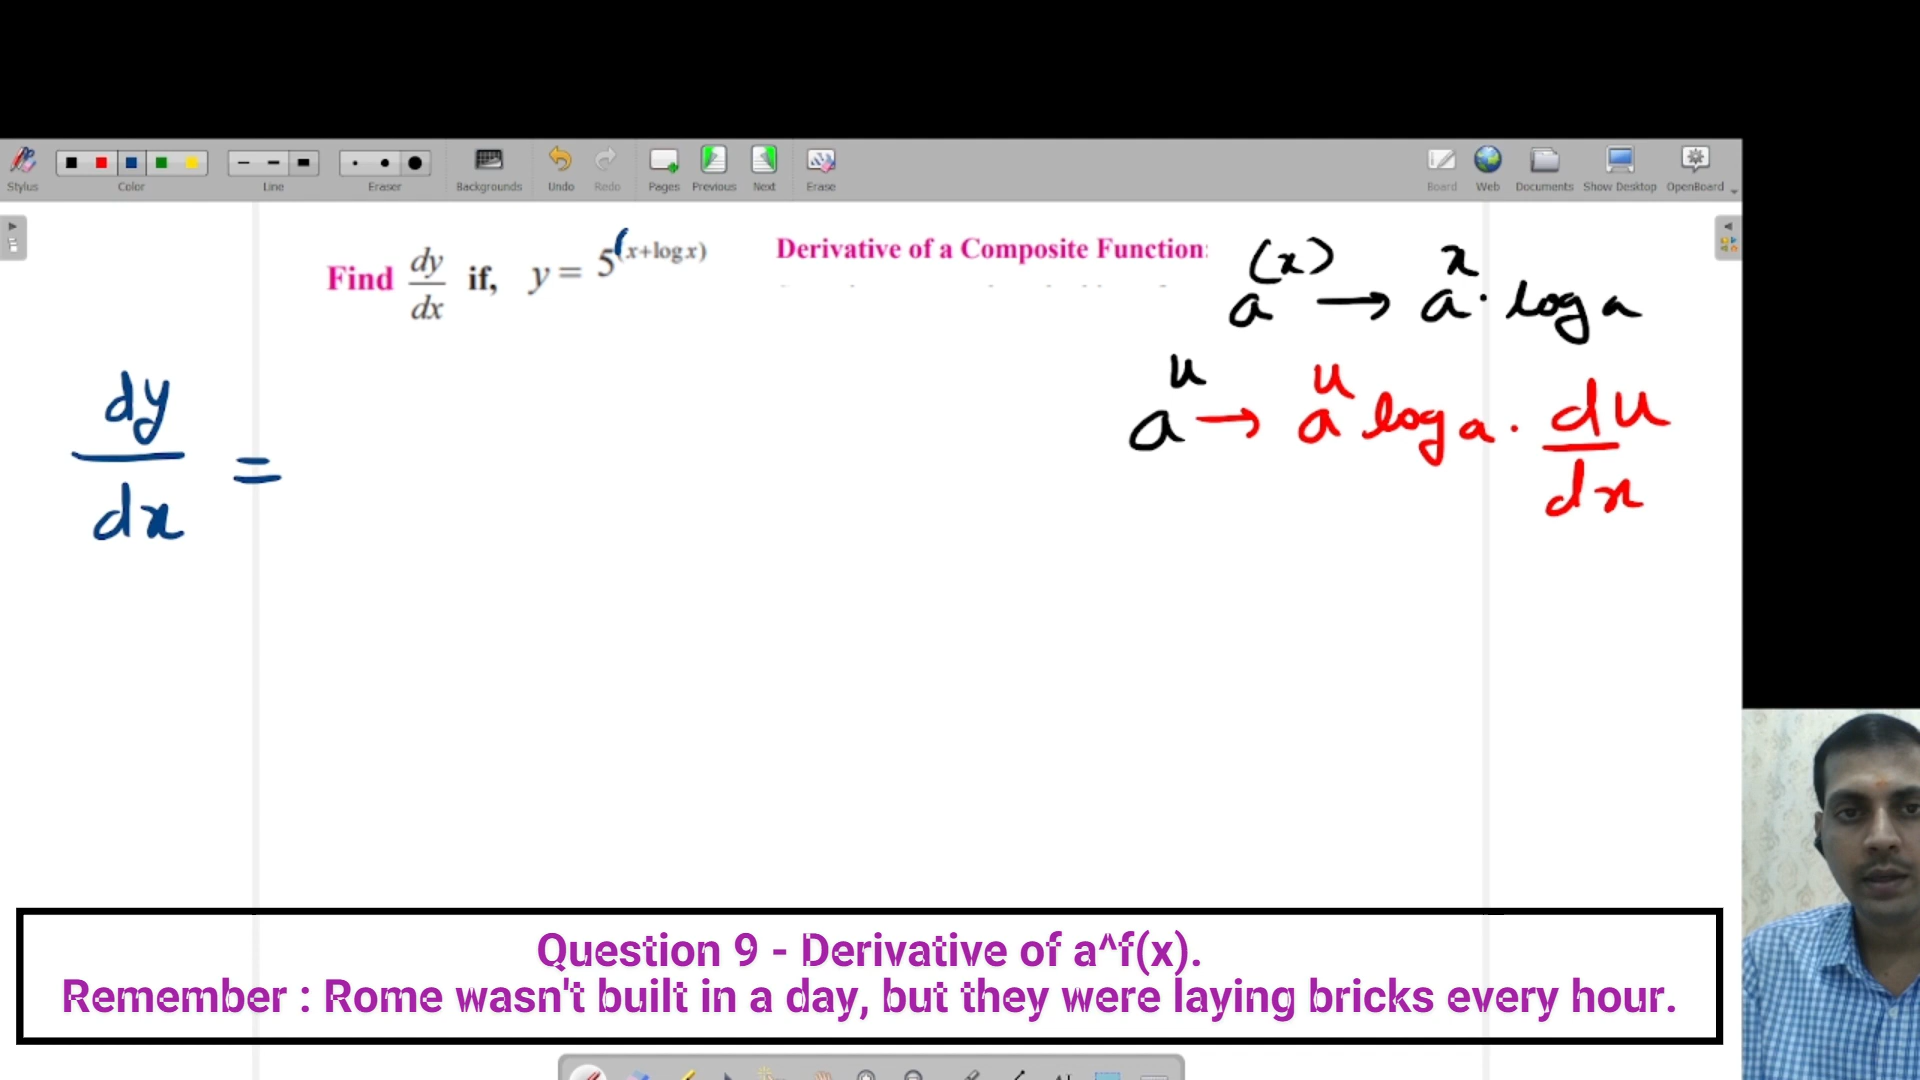 Stylus Color Line Eraser Backgrounds Undo Redo Pages Previous Next Erase Board Web Documents Show Desktop OpenBoard
Find dy/dx if, y = 5^(x+logx)
Derivative of a Composite Function:
a^(x) → a^x · log a
a^u → a^u log a · du/dx
dy/dx =
Question 9 - Derivative of a^f(x).
Remember : Rome wasn't built in a day, but they were laying bricks every hour.